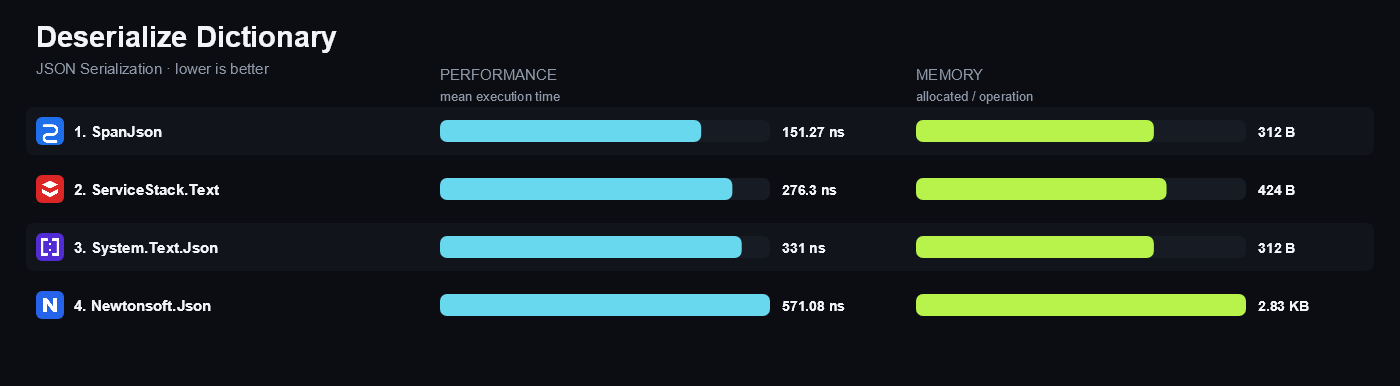 Deserialize Dictionary
JSON Serialization · lower is better
PERFORMANCE
mean execution time
MEMORY
allocated / operation
1. SpanJson 151.27 ns 312 B
2. ServiceStack.Text 276.3 ns 424 B
3. System.Text.Json 331 ns 312 B
N 4. Newtonsoft.Json 571.08 ns 2.83 KB